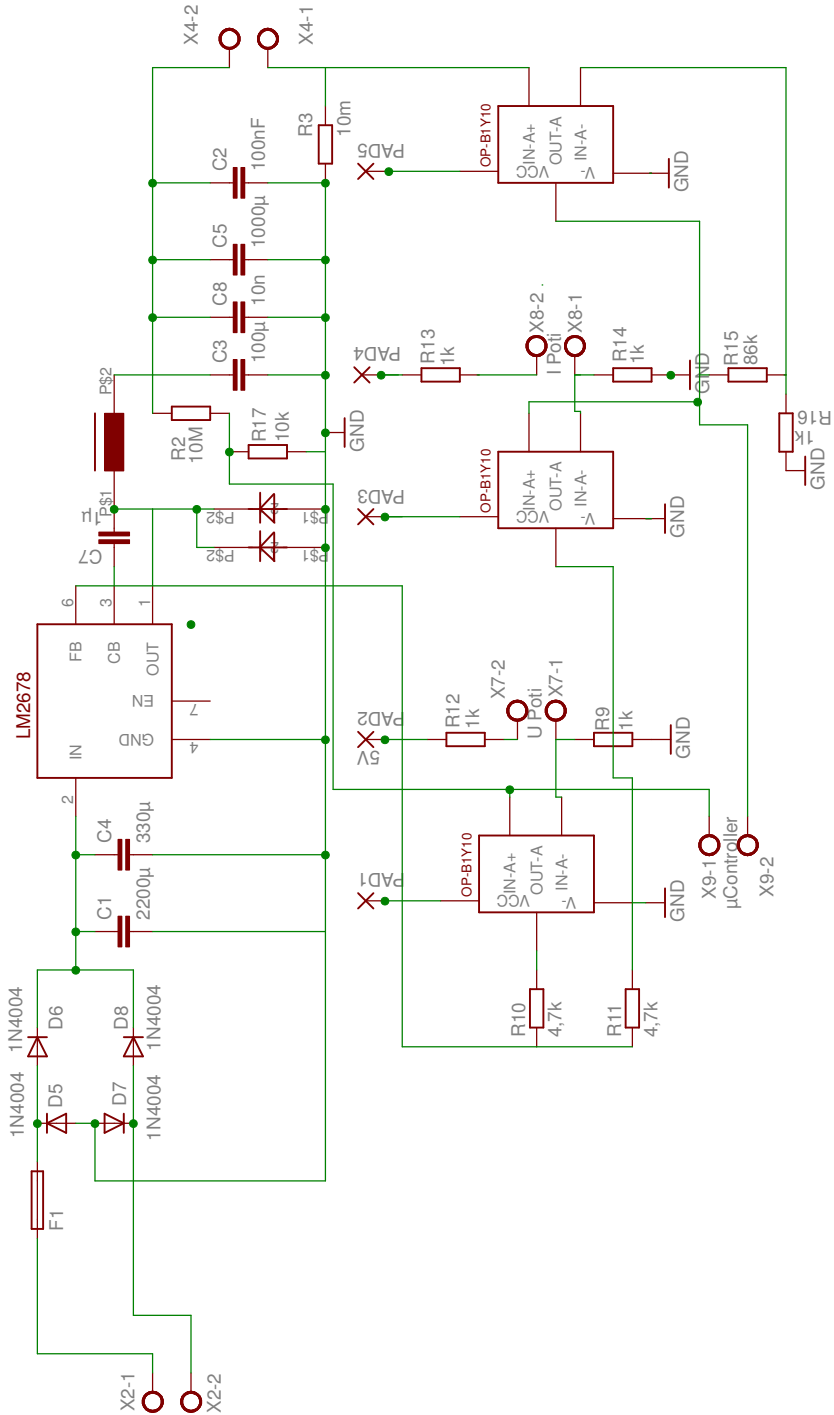 X4-2
X4-1
C2
100nF
C5
1000µ
C8
10n
C3
100µ
R3
10m
PAD5
OP-B1Y10
IN-A+
OUT-A
IN-A-
VCC
V-
GND
P$2
P$1
R2
10M
R17
10k
GND
1µ
C7
P$2
P$1
P$2
P$1
PAD4
R13
1k
X8-2
I Poti
X8-1
R14
1k
GND
R15
86k
R16
1k
GND
PAD3
OP-B1Y10
IN-A+
OUT-A
IN-A-
VCC
V-
GND
LM2678
6
3
1
FB
CB
OUT
EN
7
GND
4
IN
2
PAD2
5V
R12
1k
X7-2
U Poti
X7-1
R9
1k
GND
C4
330µ
C1
2200µ
PAD1
OP-B1Y10
IN-A+
OUT-A
IN-A-
VCC
V-
GND
X9-1
µController
X9-2
R10
4,7k
R11
4,7k
1N4004
D6
D8
1N4004
1N4004
D5
D7
1N4004
F1
X2-1
X2-2